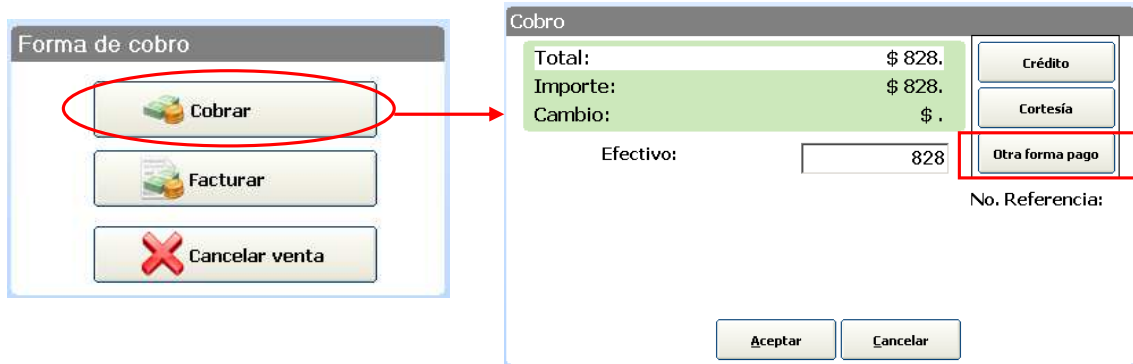 Forma de cobro
Cobrar
Facturar
Cancelar venta
Cobro
Total: $ 828.
Importe: $ 828.
Cambio: $ .
Efectivo: 828
Crédito
Cortesía
Otra forma pago
No. Referencia:
Aceptar Cancelar